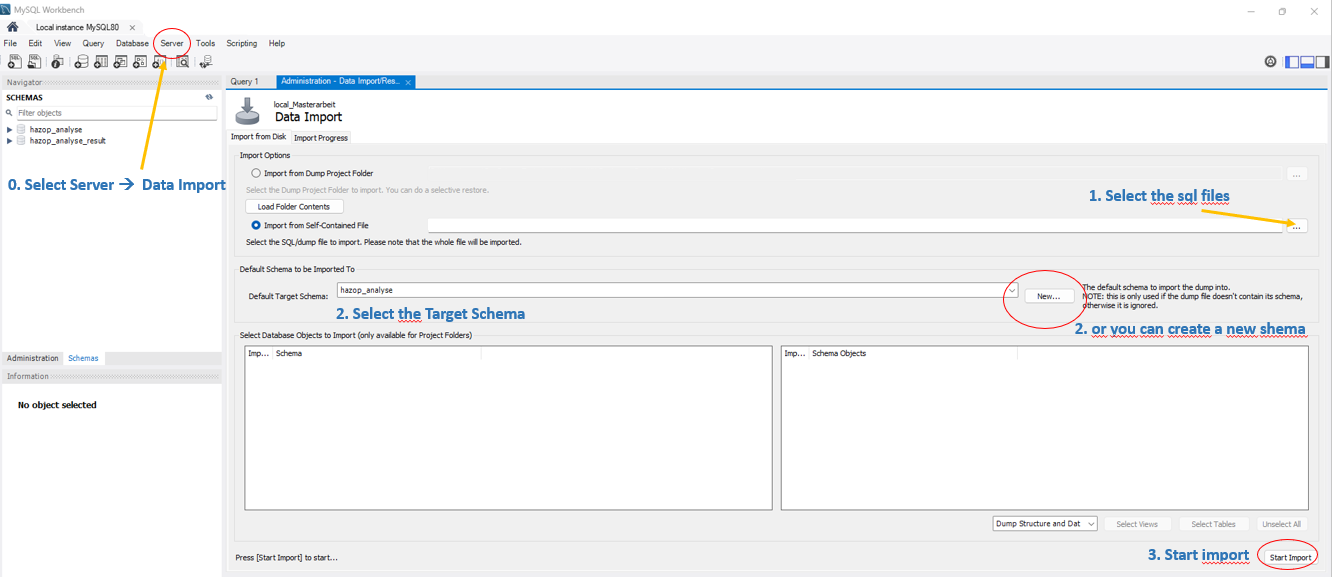 MySQL Workbench
Local instance MySQL80
File Edit View Query Database Server Tools Scripting Help
Navigator
SCHEMAS
Filter objects
hazop_analyse
hazop_analyse_result
0. Select Server → Data Import
Administration Schemas
Information
No object selected
Query 1 Administration - Data Import/Res...
local_Masterarbeit
Data Import
Import from Disk Import Progress
Import Options
Import from Dump Project Folder ...
Select the Dump Project Folder to import. You can do a selective restore.
Load Folder Contents
1. Select the sql files
Import from Self-Contained File ...
Select the SQL/dump file to import. Please note that the whole file will be imported.
Default Schema to be Imported To
Default Target Schema: hazop_analyse New...
The default schema to import the dump into.
NOTE: this is only used if the dump file doesn't contain its schema,
otherwise it is ignored.
2. Select the Target Schema
2. or you can create a new shema
Select Database Objects to Import (only available for Project Folders)
Imp... Schema
Imp... Schema Objects
Dump Structure and Dat Select Views Select Tables Unselect All
Press [Start Import] to start...
3. Start import
Start Import